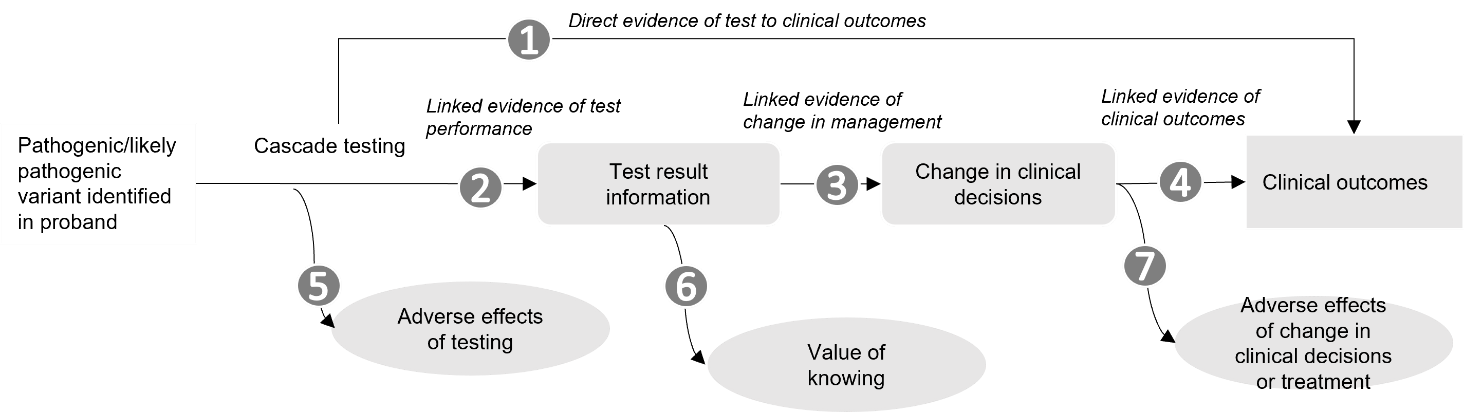 Direct evidence of test to clinical outcomes
1
Linked evidence of test
performance
Linked evidence of
change in management
Linked evidence of
clinical outcomes
Pathogenic/likely
pathogenic
variant identified
in proband
Cascade testing
2
Test result
information
3
Change in clinical
decisions
4
Clinical outcomes
5
Adverse effects
of testing
6
Value of
knowing
7
Adverse effects
of change in
clinical decisions
or treatment